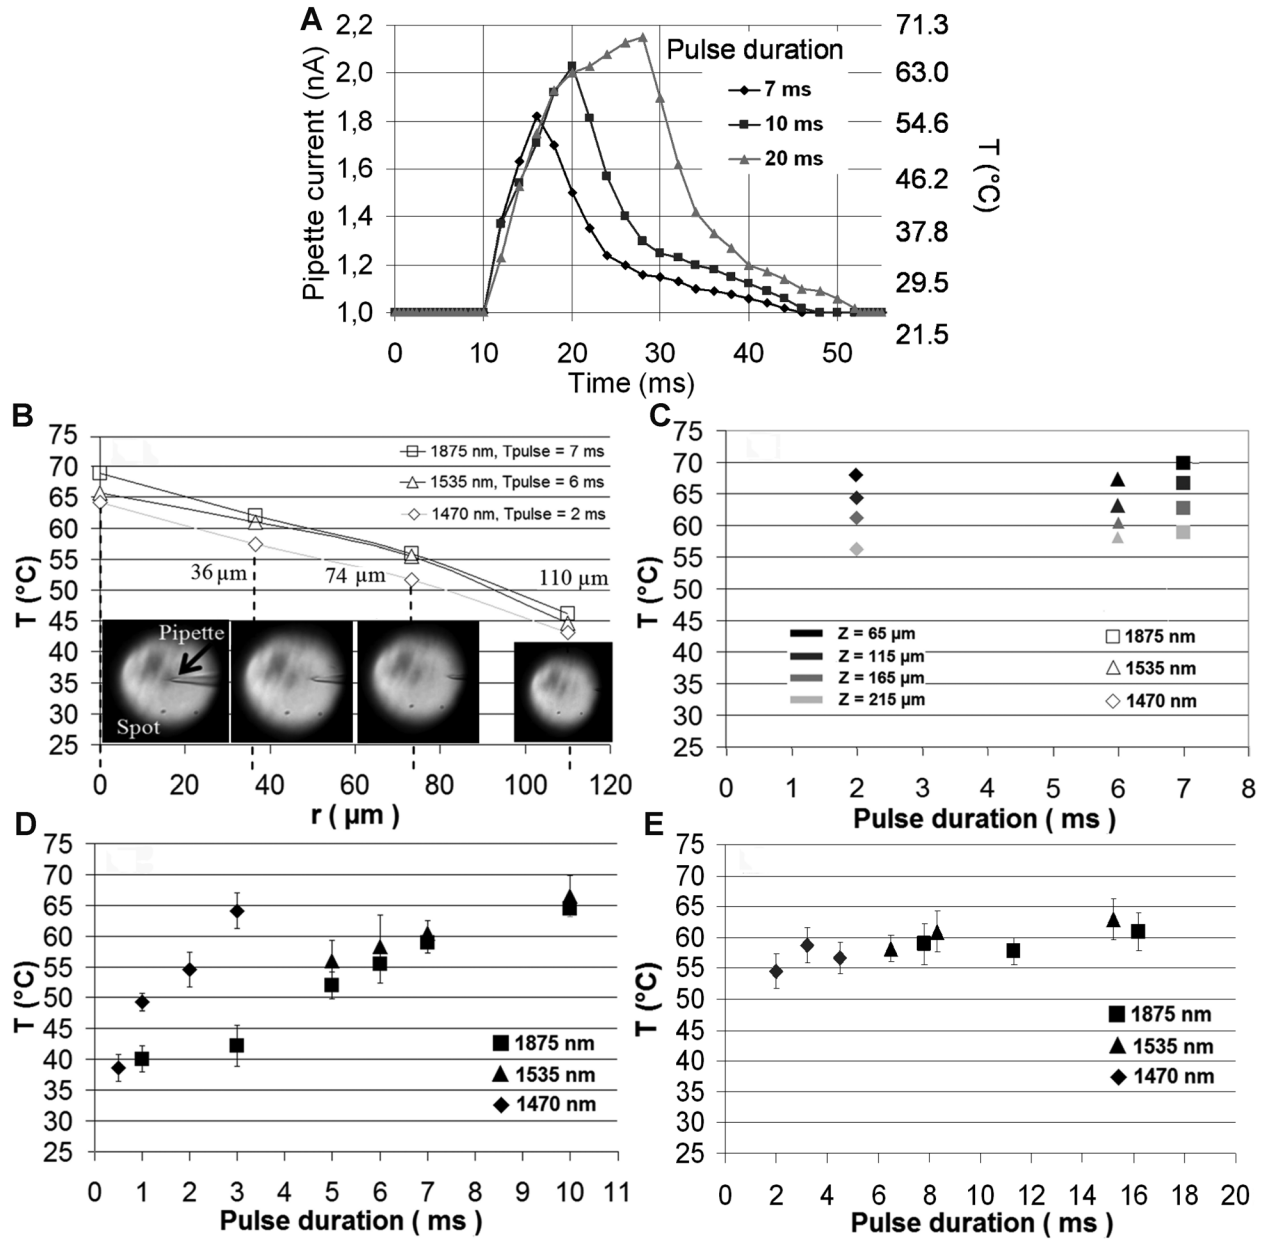 A
Pipette current (nA)
2,2
2,0
1,8
1,6
1,4
1,2
1,0
71.3
63.0
54.6
46.2
37.8
29.5
21.5
T (°C)
Pulse duration
7 ms
10 ms
20 ms
0 10 20 30 40 50
Time (ms)
B
T (°C)
75
70
65
60
55
50
45
40
35
30
25
1875 nm, Tpulse = 7 ms
1535 nm, Tpulse = 6 ms
1470 nm, Tpulse = 2 ms
36 µm
74 µm
110 µm
Pipette
Spot
0 20 40 60 80 100 120
r ( µm )
C
T (°C)
75
70
65
60
55
50
45
40
35
30
25
Z = 65 µm
Z = 115 µm
Z = 165 µm
Z = 215 µm
1875 nm
1535 nm
1470 nm
0 1 2 3 4 5 6 7 8
Pulse duration ( ms )
D
T (°C)
75
70
65
60
55
50
45
40
35
30
25
1875 nm
1535 nm
1470 nm
0 1 2 3 4 5 6 7 8 9 10 11
Pulse duration ( ms )
E
T (°C)
75
70
65
60
55
50
45
40
35
30
25
1875 nm
1535 nm
1470 nm
0 2 4 6 8 10 12 14 16 18 20
Pulse duration ( ms )